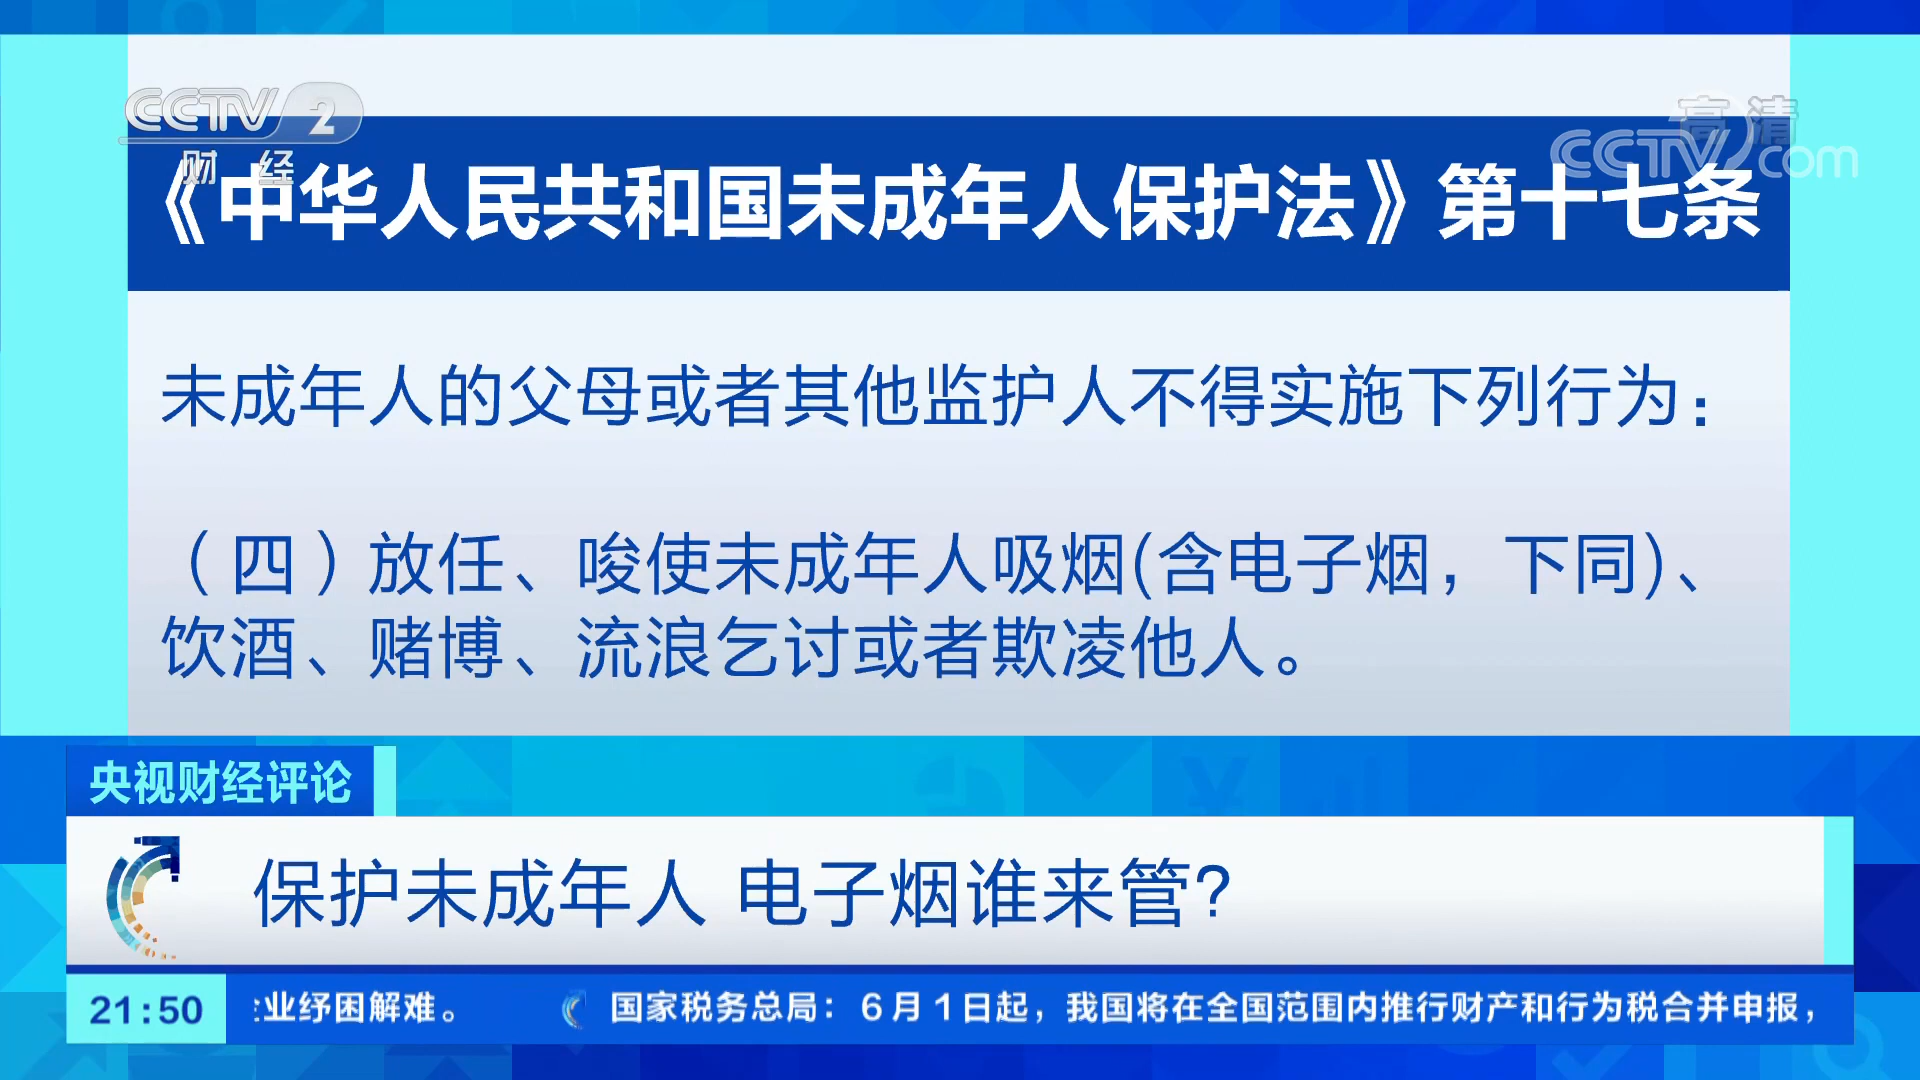 CCTV 2
财 经
高清
CCTV.com
《中华人民共和国未成年人保护法》第十七条
未成年人的父母或者其他监护人不得实施下列行为：
（四）放任、唆使未成年人吸烟(含电子烟，下同)、
饮酒、赌博、流浪乞讨或者欺凌他人。
央视财经评论
保护未成年人 电子烟谁来管?
21:50
业纾困解难。 国家税务总局：6月1日起，我国将在全国范围内推行财产和行为税合并申报，